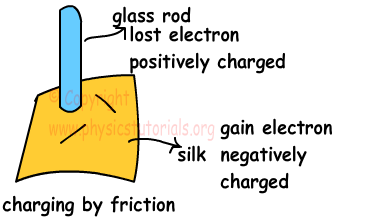 glass rod
lost electron
positively charged
© Copyright
www.physicstutorials.org
gain electron
silk negatively
charged
charging by friction